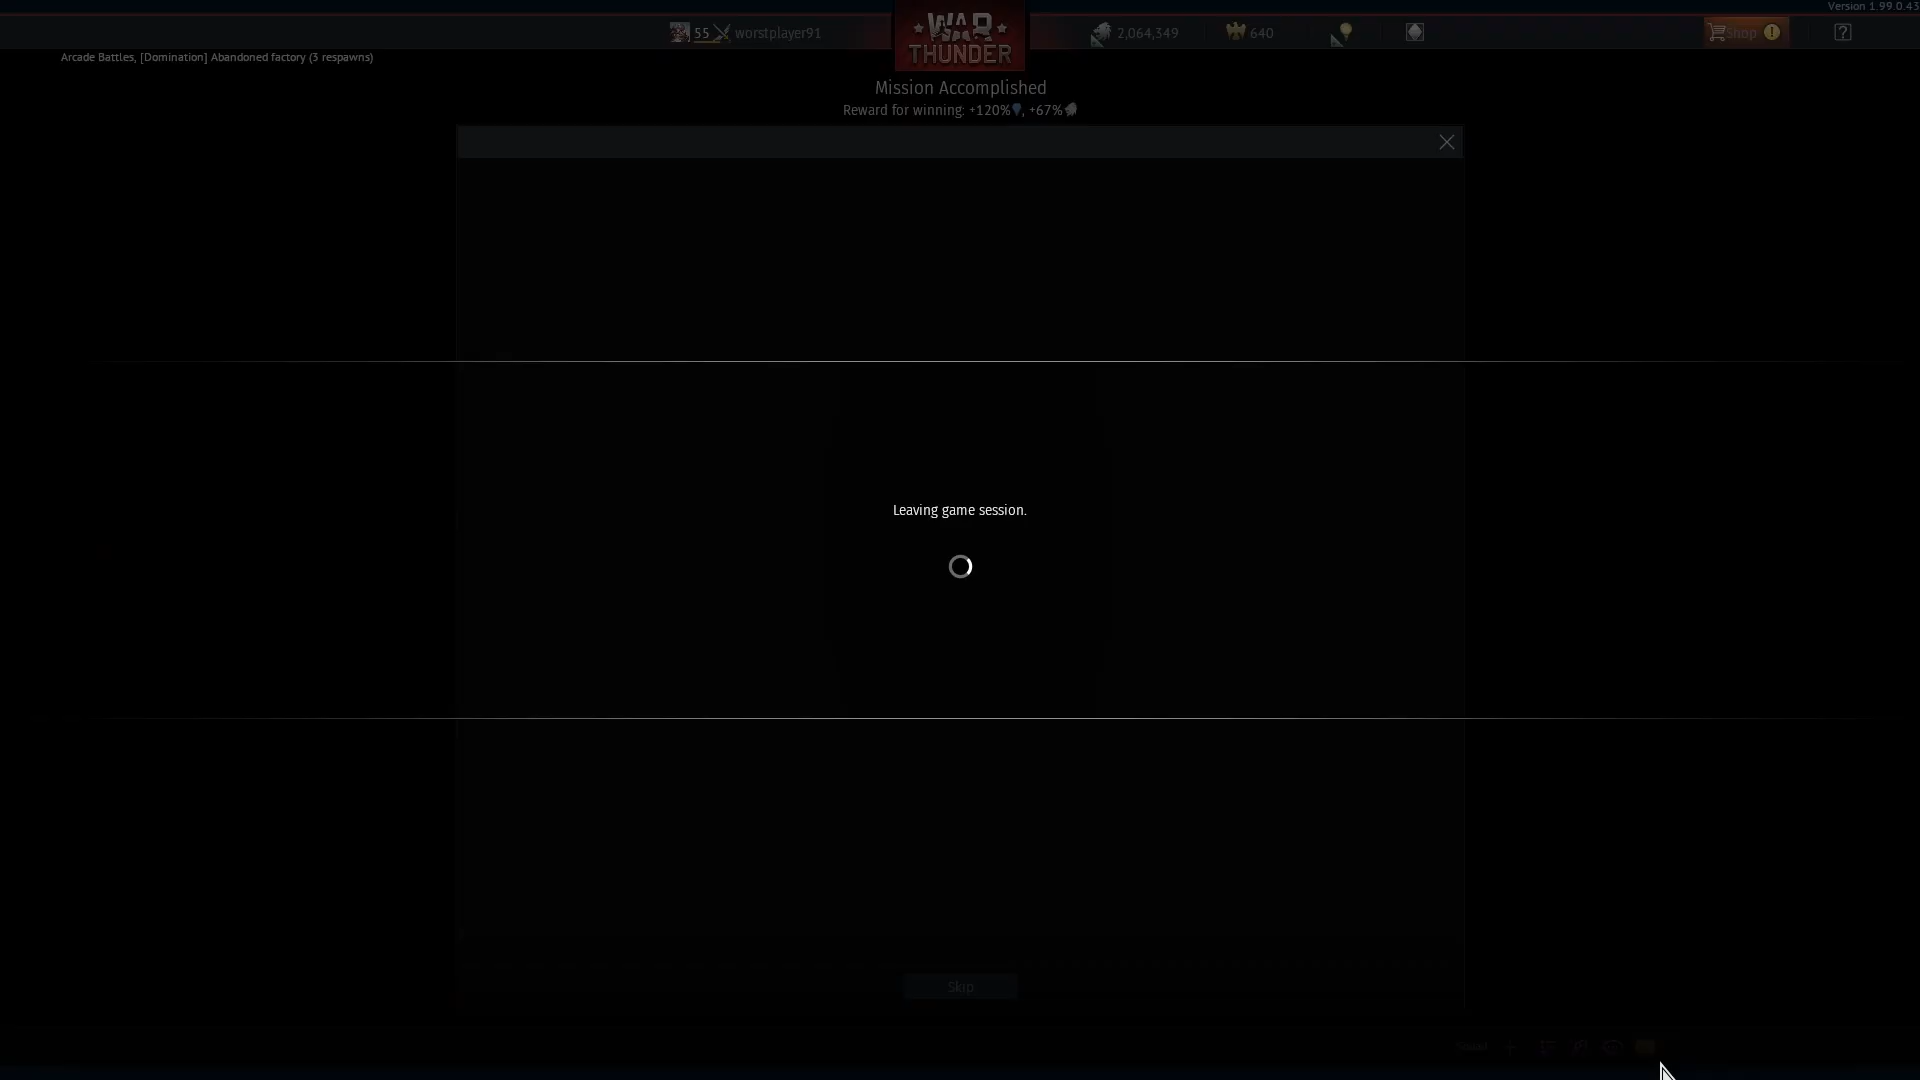 Version 1.99.0.43
55 worstplayer91
WAR THUNDER
2,064,349
640
Shop
Arcade Battles, [Domination] Abandoned factory (3 respawns)
Mission Accomplished
Reward for winning: +120%, +67%
Leaving game session.
Skip